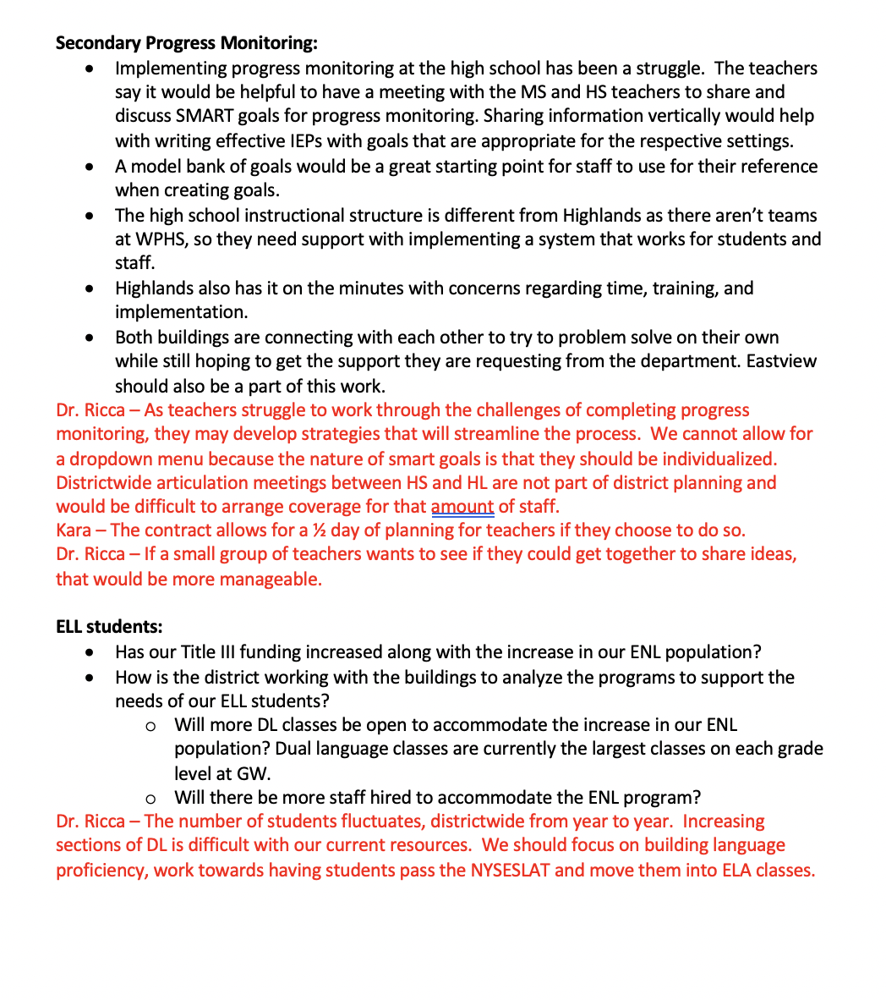 Secondary Progress Monitoring:
• Implementing progress monitoring at the high school has been a struggle.  The teachers
say it would be helpful to have a meeting with the MS and HS teachers to share and
discuss SMART goals for progress monitoring. Sharing information vertically would help
with writing effective IEPs with goals that are appropriate for the respective settings.
• A model bank of goals would be a great starting point for staff to use for their reference
when creating goals.
• The high school instructional structure is different from Highlands as there aren’t teams
at WPHS, so they need support with implementing a system that works for students and
staff.
• Highlands also has it on the minutes with concerns regarding time, training, and
implementation.
• Both buildings are connecting with each other to try to problem solve on their own
while still hoping to get the support they are requesting from the department. Eastview
should also be a part of this work.
Dr. Ricca – As teachers struggle to work through the challenges of completing progress
monitoring, they may develop strategies that will streamline the process.  We cannot allow for
a dropdown menu because the nature of smart goals is that they should be individualized.
Districtwide articulation meetings between HS and HL are not part of district planning and
would be difficult to arrange coverage for that amount of staff.
Kara – The contract allows for a ½ day of planning for teachers if they choose to do so.
Dr. Ricca – If a small group of teachers wants to see if they could get together to share ideas,
that would be more manageable.
ELL students:
• Has our Title III funding increased along with the increase in our ENL population?
• How is the district working with the buildings to analyze the programs to support the
needs of our ELL students?
o Will more DL classes be open to accommodate the increase in our ENL
population? Dual language classes are currently the largest classes on each grade
level at GW.
o Will there be more staff hired to accommodate the ENL program?
Dr. Ricca – The number of students fluctuates, districtwide from year to year.  Increasing
sections of DL is difficult with our current resources.  We should focus on building language
proficiency, work towards having students pass the NYSESLAT and move them into ELA classes.